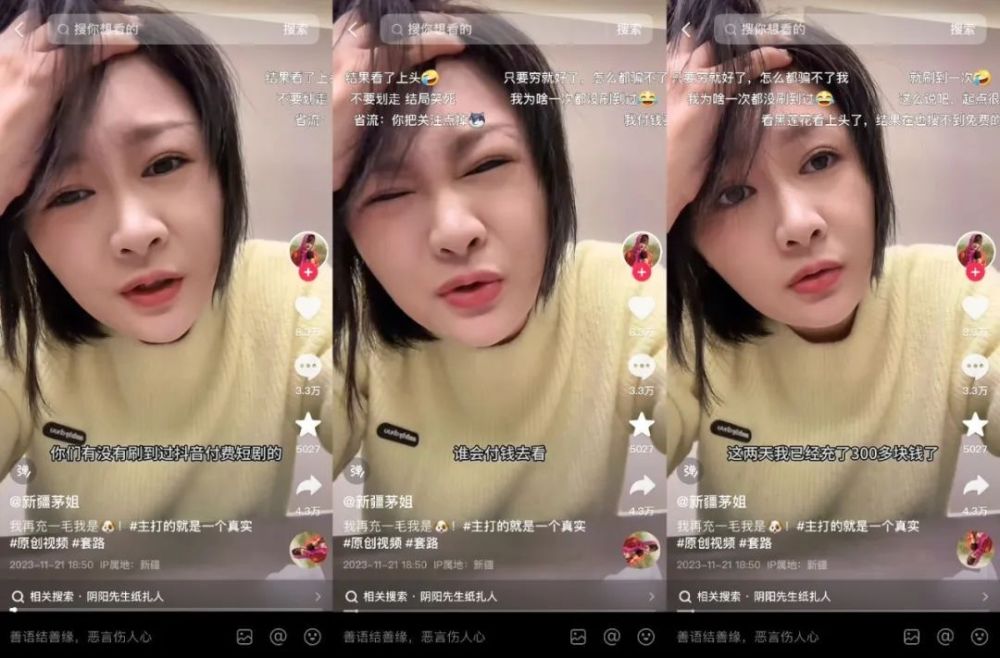 搜你想看的
搜索
结果看了上头
不要划走
省流：
8.3万
3.3万
你们有没有刷到过抖音付费短剧的
5027
弹
@新疆茅姐
4.3万
我再充一毛我是🐶！#主打的就是一个真实
#原创视频 #套路
2023-11-21 18:50 IP属地：新疆
相关搜索 · 阴阳先生纸扎人
善语结善缘，恶言伤人心
搜你想看的
搜索
结果看了上头🤣
只要穷就好了，怎么都骗不了
不要划走 结局笑死
我为啥一次都没刷到过😂
省流：你把关注点掉
我付钱
8.3万
3.3万
谁会付钱去看
5027
弹
@新疆茅姐
4.3万
我再充一毛我是🐶！#主打的就是一个真实
#原创视频 #套路
2023-11-21 18:50 IP属地：新疆
相关搜索 · 阴阳先生纸扎人
善语结善缘，恶言伤人心
搜你想看的
搜索
只要穷就好了，怎么都骗不了我
就刷到一次🤣
我为啥一次都没刷到过😂
这么说吧，起点很
看黑莲花看上头了，结果在也搜不到免费的
8.3万
3.3万
这两天我已经充了300多块钱了
5027
弹
@新疆茅姐
4.3万
我再充一毛我是🐶！#主打的就是一个真实
#原创视频 #套路
2023-11-21 18:50 IP属地：新疆
相关搜索 · 阴阳先生纸扎人
善语结善缘，恶言伤人心